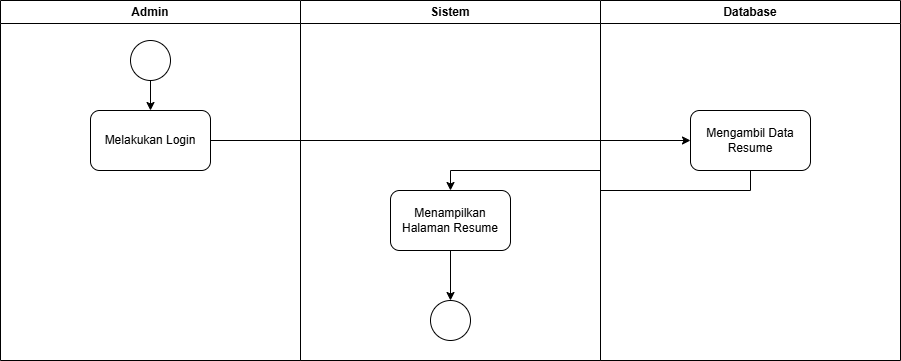 Admin
Sistem
Database
Melakukan Login
Mengambil Data
Resume
Menampilkan
Halaman Resume